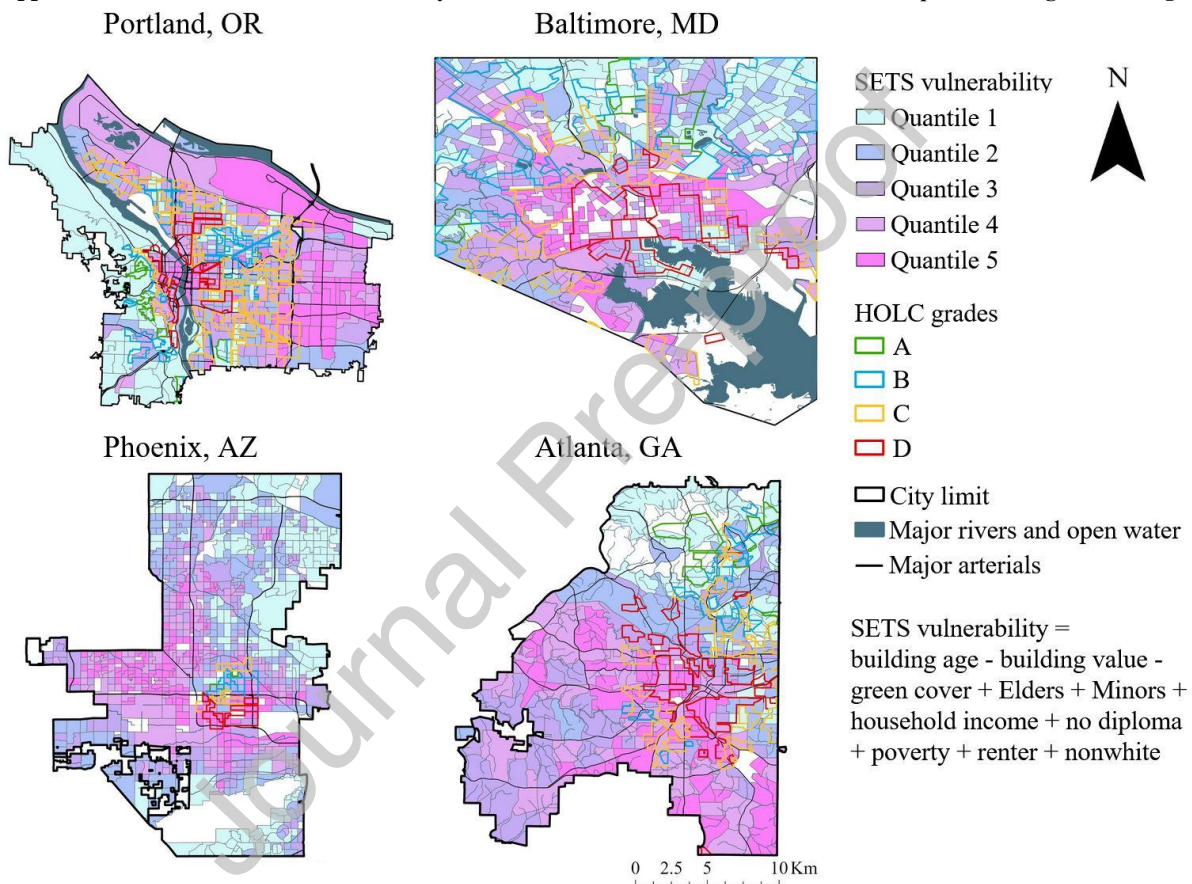 Portland, OR
Baltimore, MD
SETS vulnerability
Quantile 1
Quantile 2
Quantile 3
Quantile 4
Quantile 5
N
HOLC grades
A
B
C
D
Phoenix, AZ
Atlanta, GA
City limit
Major rivers and open water
Major arterials
SETS vulnerability =
building age - building value -
green cover + Elders + Minors +
household income + no diploma
+ poverty + renter + nonwhite
0 2.5 5 10 Km
Journal Pre-proof